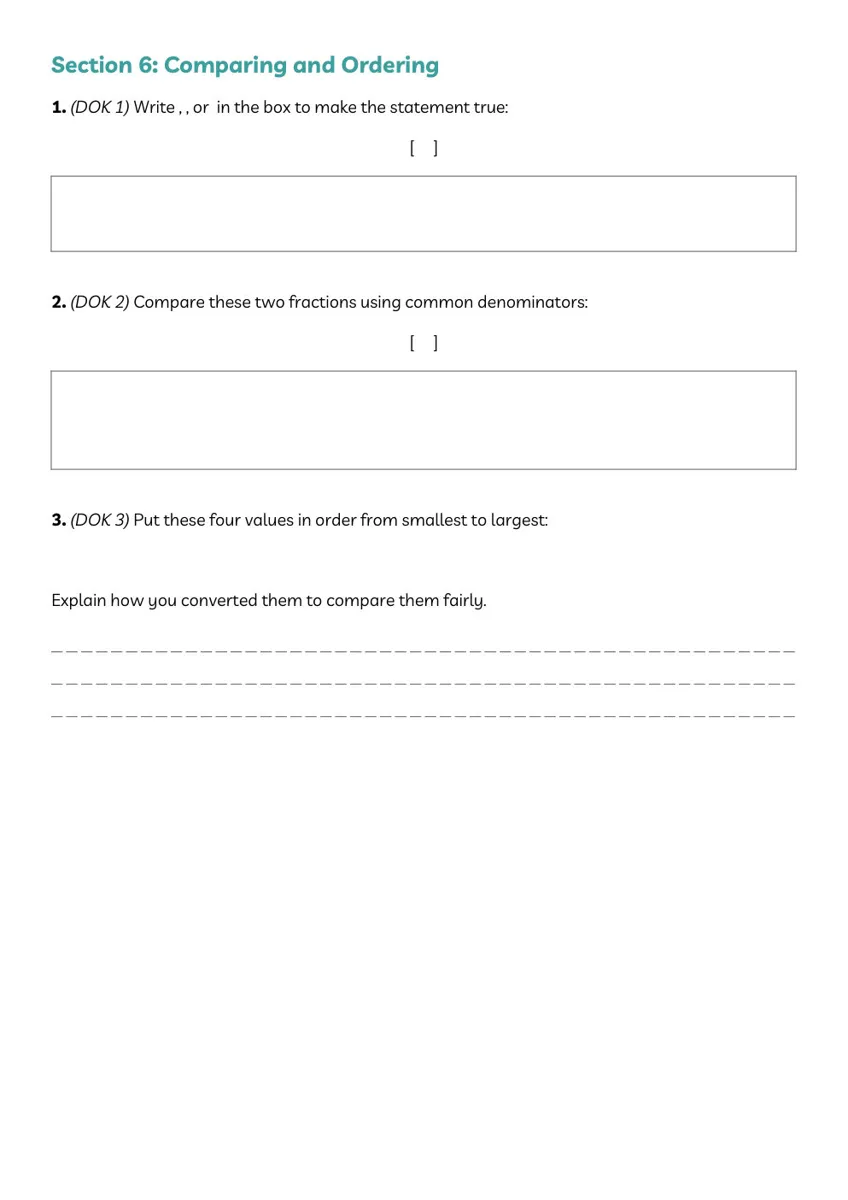 Section 6: Comparing and Ordering
1. (DOK 1) Write , , or in the box to make the statement true:
[ ]
2. (DOK 2) Compare these two fractions using common denominators:
[ ]
3. (DOK 3) Put these four values in order from smallest to largest:
Explain how you converted them to compare them fairly.